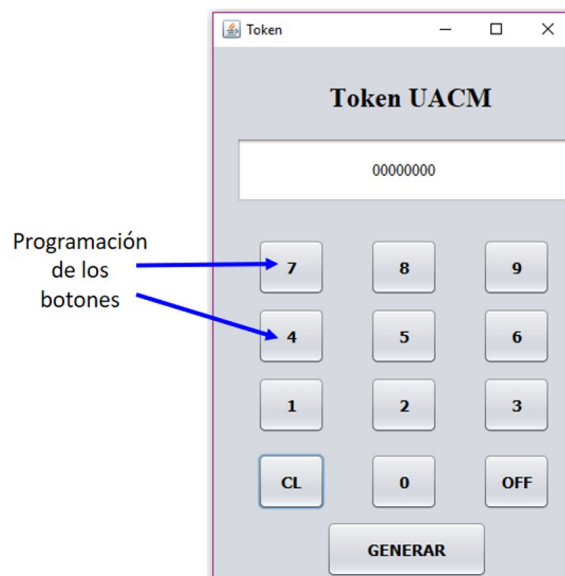 Token
Token UACM
00000000
Programación
de los
botones
7 8 9
4 5 6
1 2 3
CL 0 OFF
GENERAR